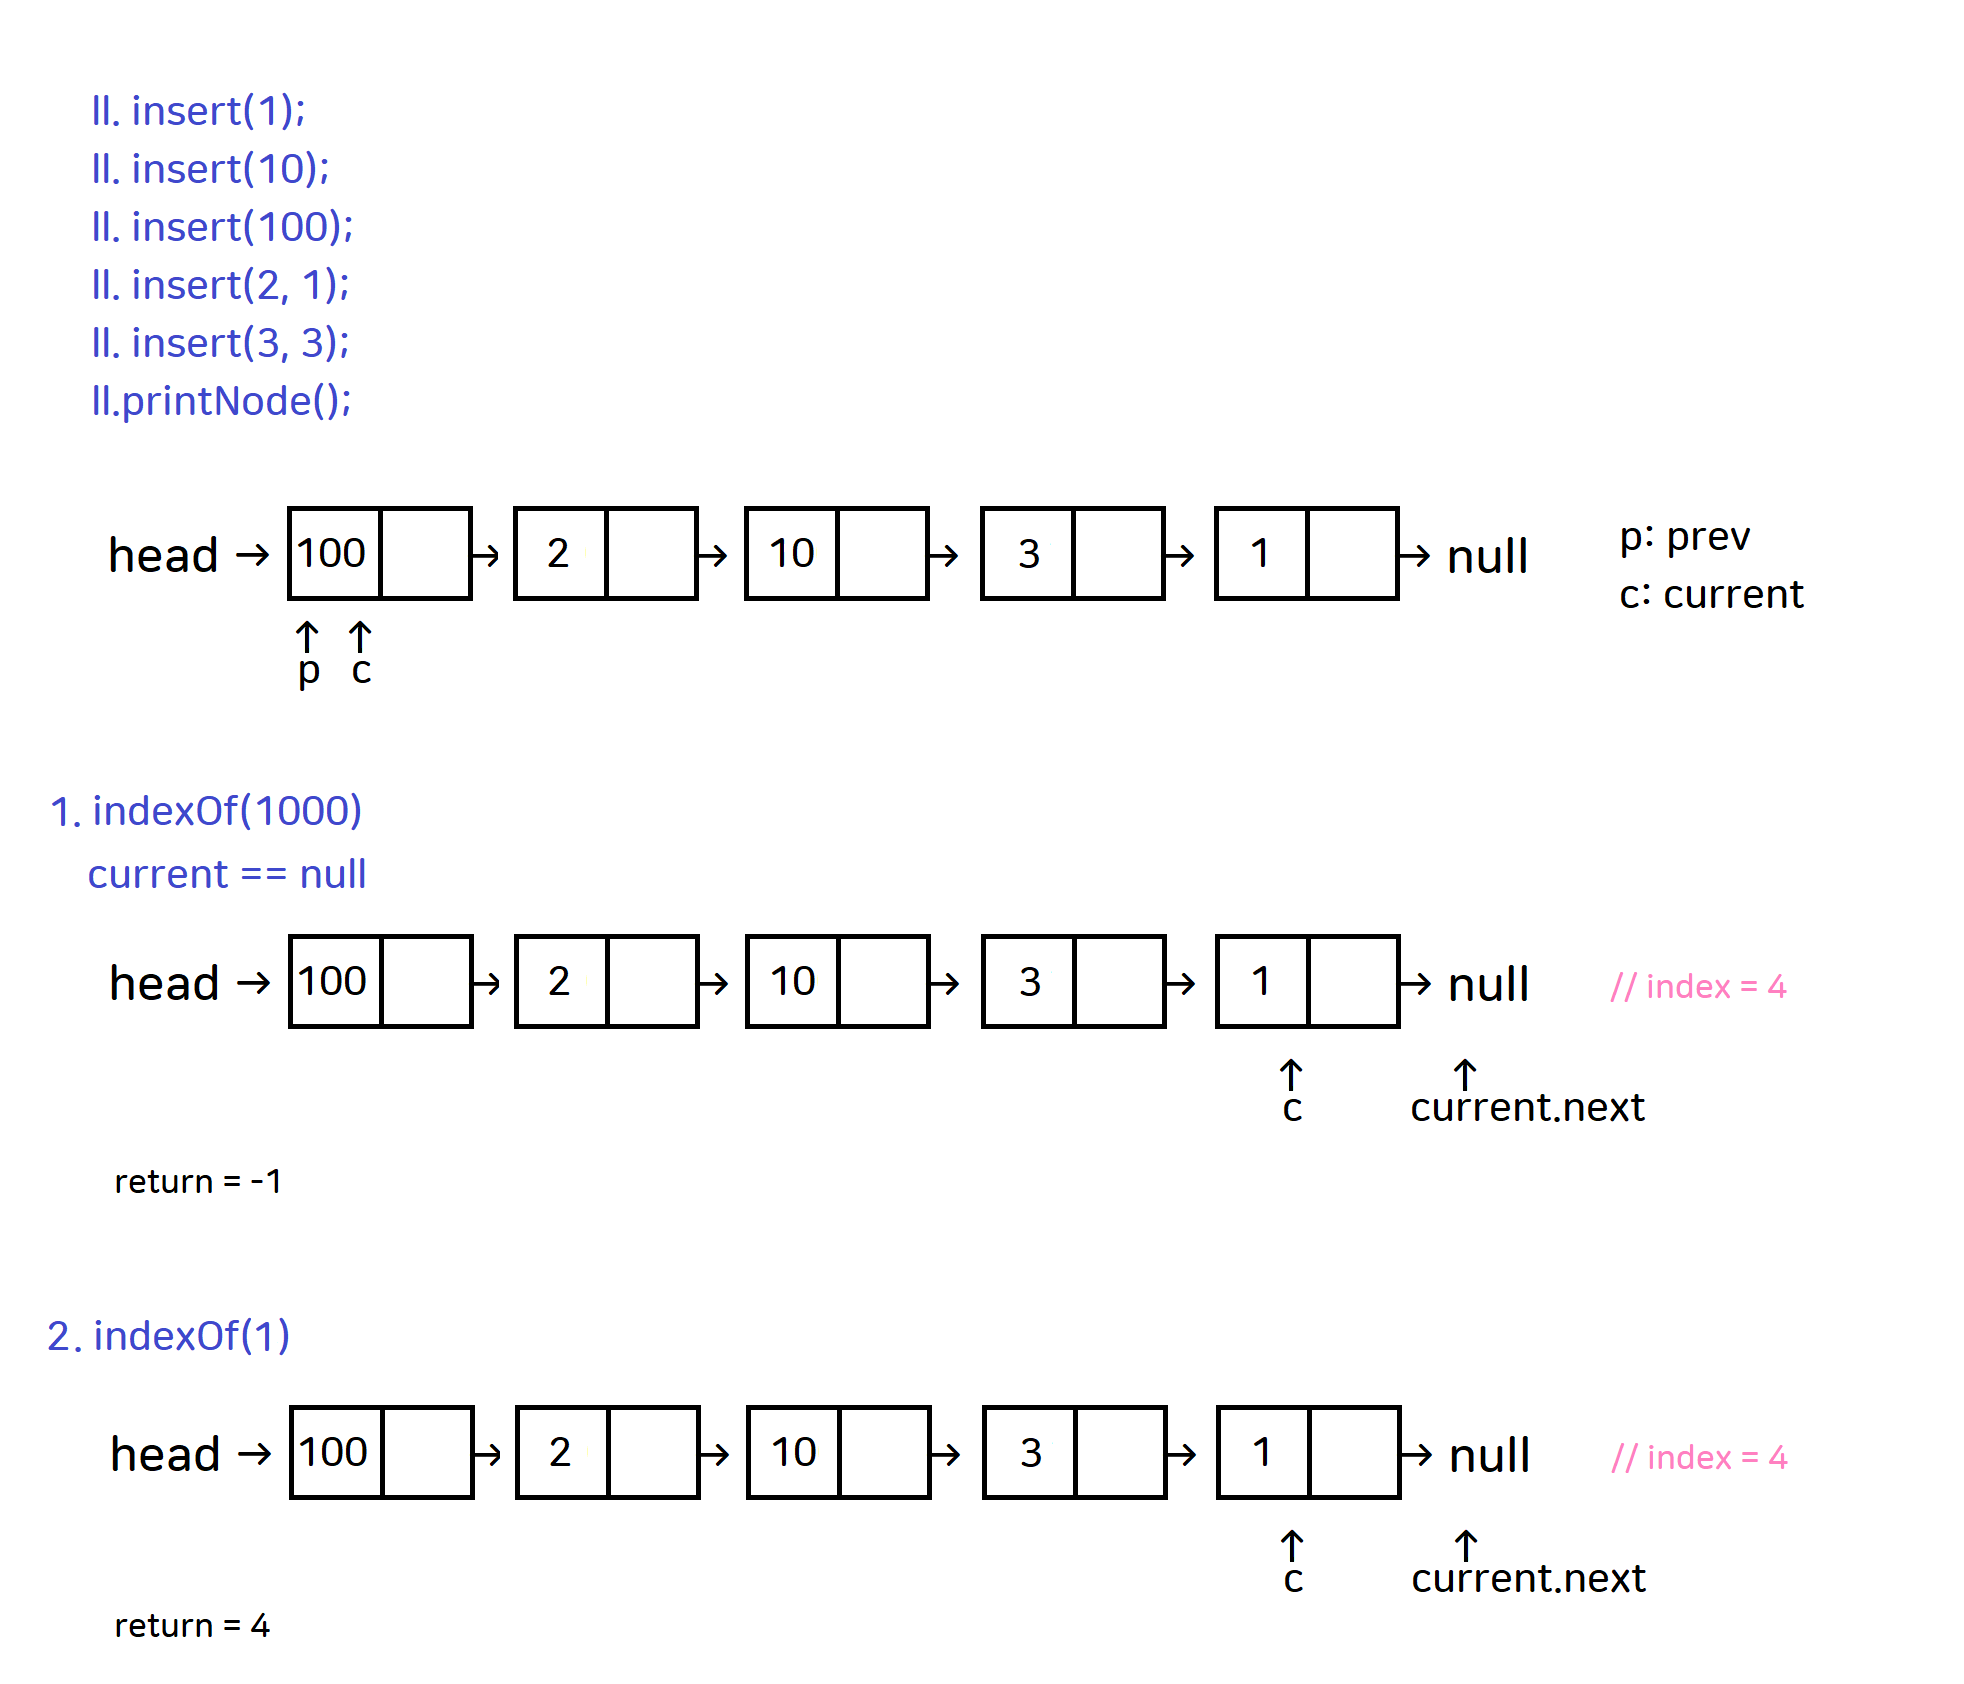 ll. insert(1);
ll. insert(10);
ll. insert(100);
ll. insert(2, 1);
ll. insert(3, 3);
ll.printNode();
head → 100 → 2 → 10 → 3 → 1 → null
p: prev
c: current
↑ ↑
p c
1. indexOf(1000)
current == null
head → 100 → 2 → 10 → 3 → 1 → null // index = 4
↑ ↑
c current.next
return = -1
2. indexOf(1)
head → 100 → 2 → 10 → 3 → 1 → null // index = 4
↑ ↑
c current.next
return = 4